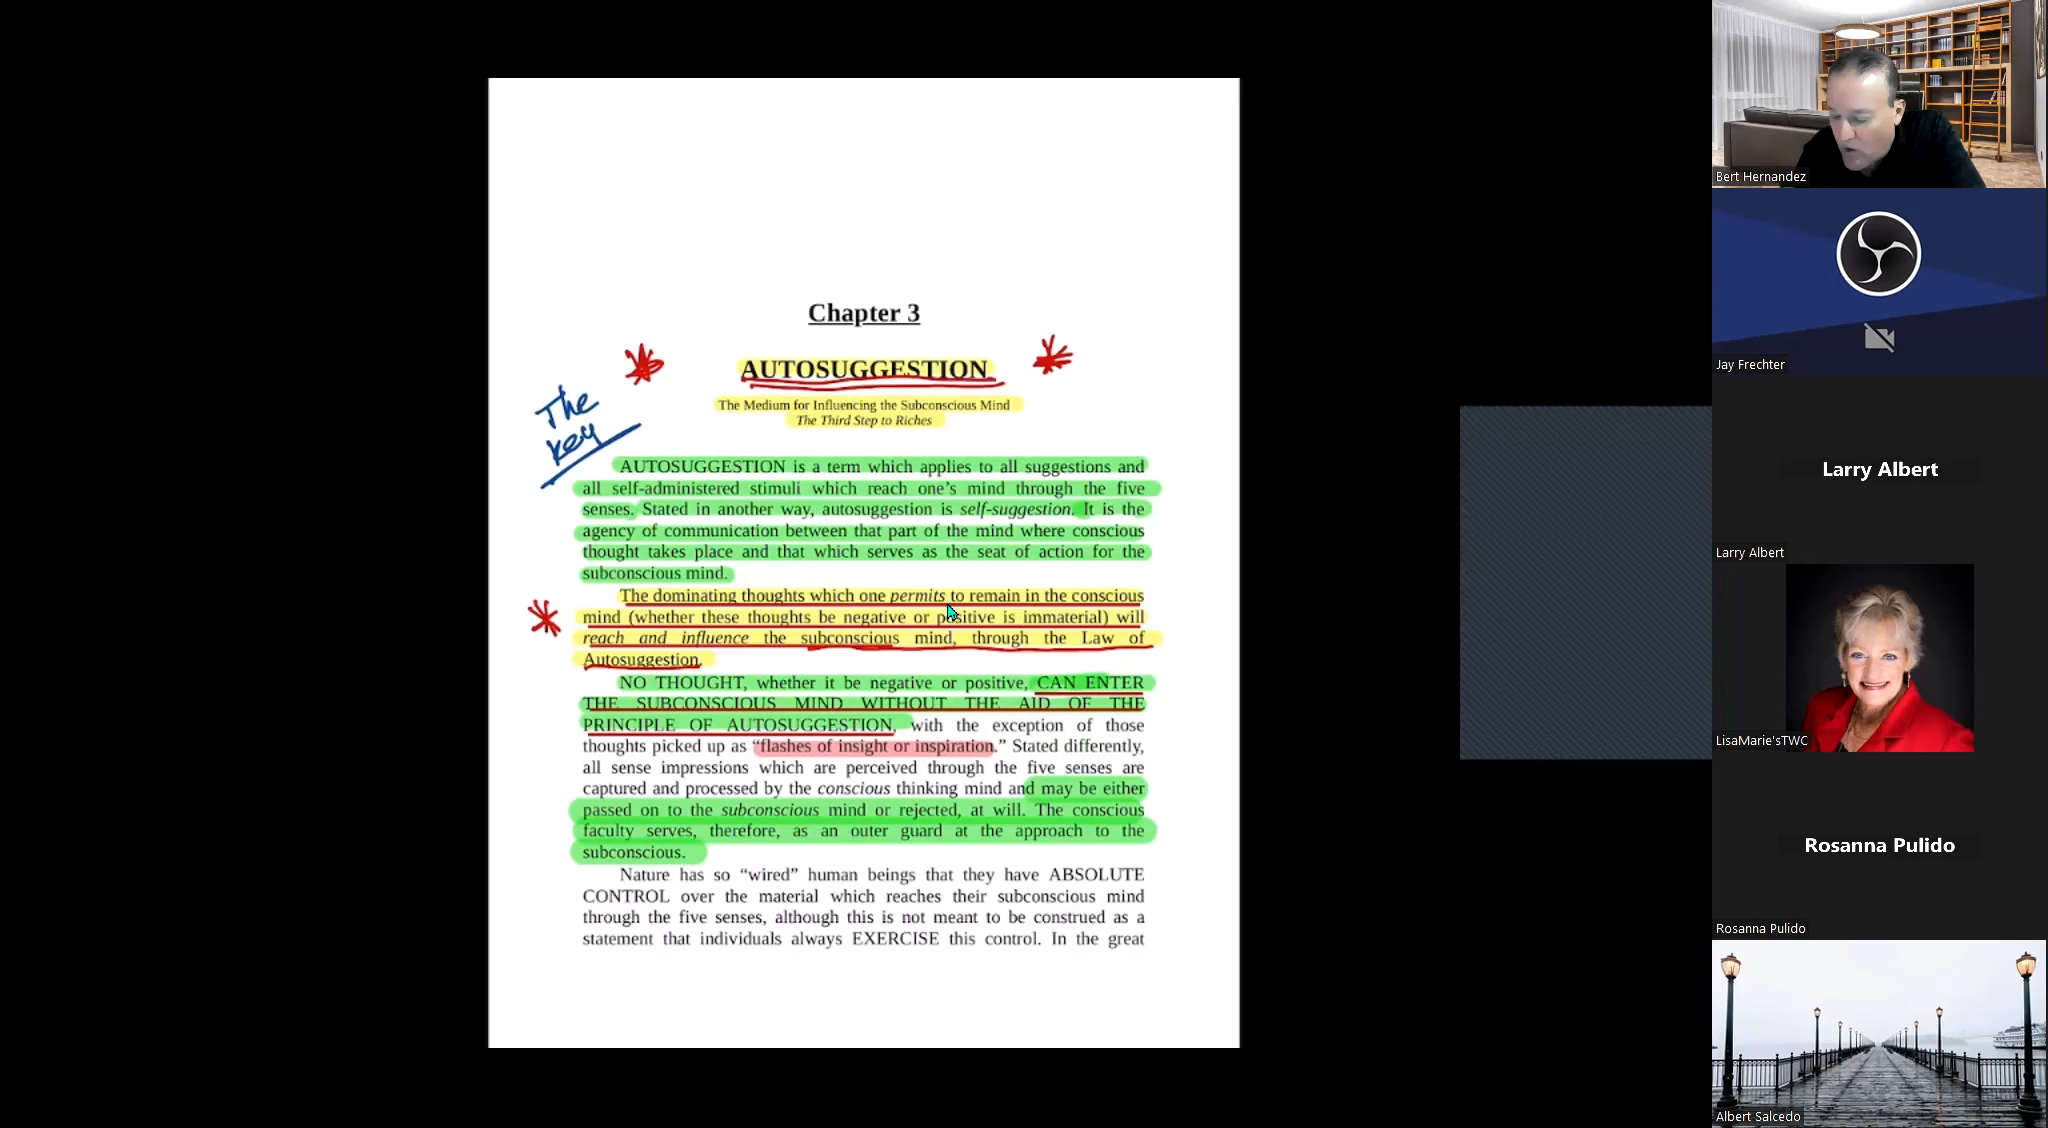 Chapter 3
AUTOSUGGESTION
The Medium for Influencing the Subconscious Mind
The Third Step to Riches
The
key
AUTOSUGGESTION is a term which applies to all suggestions and
all self-administered stimuli which reach one's mind through the five
senses. Stated in another way, autosuggestion is self-suggestion. It is the
agency of communication between that part of the mind where conscious
thought takes place and that which serves as the seat of action for the
subconscious mind.
The dominating thoughts which one permits to remain in the conscious
mind (whether these thoughts be negative or positive is immaterial) will
reach and influence the subconscious mind, through the Law of
Autosuggestion.
NO THOUGHT, whether it be negative or positive, CAN ENTER
THE SUBCONSCIOUS MIND WITHOUT THE AID OF THE
PRINCIPLE OF AUTOSUGGESTION, with the exception of those
thoughts picked up as "flashes of insight or inspiration." Stated differently,
all sense impressions which are perceived through the five senses are
captured and processed by the conscious thinking mind and may be either
passed on to the subconscious mind or rejected, at will. The conscious
faculty serves, therefore, as an outer guard at the approach to the
subconscious.
Nature has so "wired" human beings that they have ABSOLUTE
CONTROL over the material which reaches their subconscious mind
through the five senses, although this is not meant to be construed as a
statement that individuals always EXERCISE this control. In the great
Bert Hernandez
Jay Frechter
Larry Albert
Larry Albert
LisaMarie'sTWC
Rosanna Pulido
Rosanna Pulido
Albert Salcedo